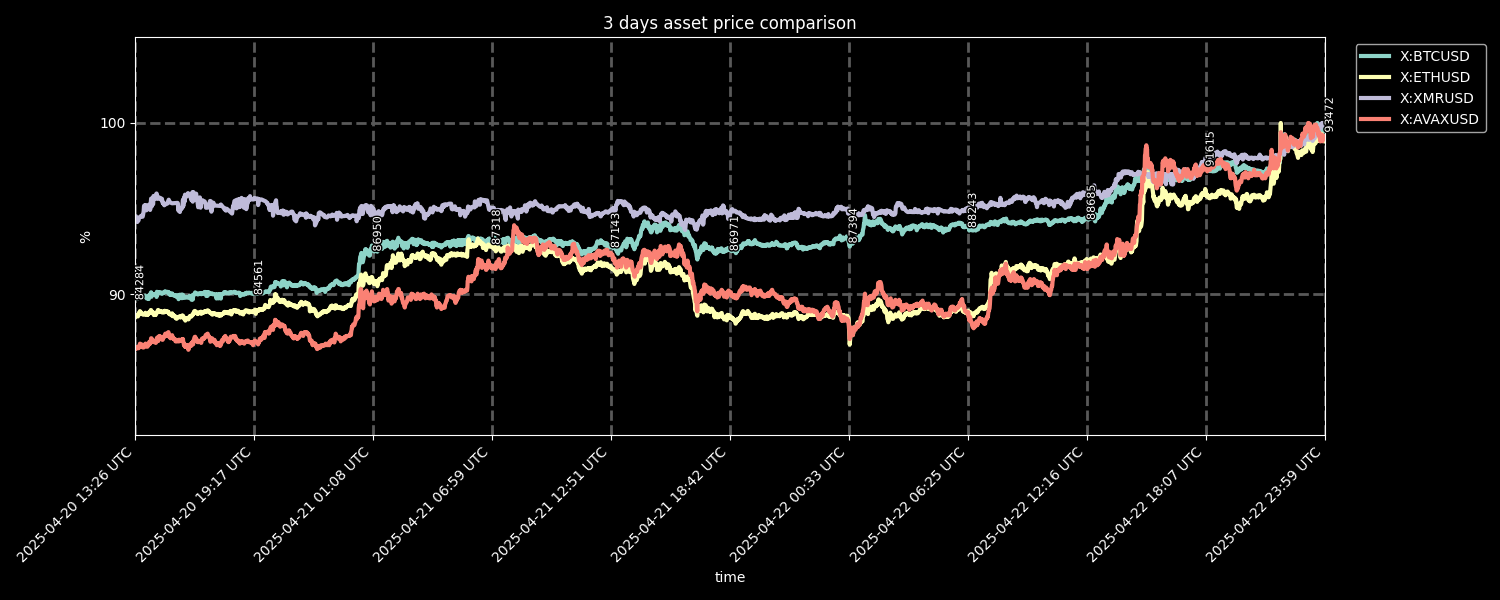 3 days asset price comparison
X:BTCUSD
X:ETHUSD
X:XMRUSD
X:AVAXUSD
100
90
%
84284
84561
86950
87318
87143
86971
87394
88243
88685
91615
93472
2025-04-20 13:26 UTC
2025-04-20 19:17 UTC
2025-04-21 01:08 UTC
2025-04-21 06:59 UTC
2025-04-21 12:51 UTC
2025-04-21 18:42 UTC
2025-04-22 00:33 UTC
2025-04-22 06:25 UTC
2025-04-22 12:16 UTC
2025-04-22 18:07 UTC
2025-04-22 23:59 UTC
time